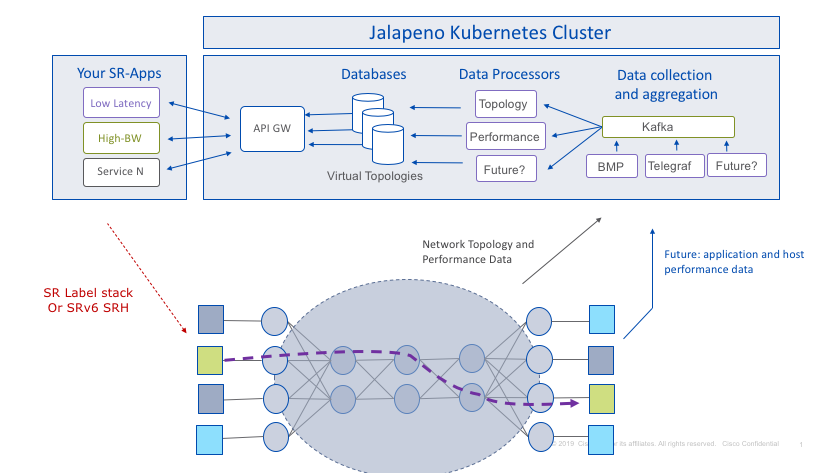 Jalapeno Kubernetes Cluster
Your SR-Apps
Low Latency
High-BW
Service N
API GW
Databases
Virtual Topologies
Data Processors
Topology
Performance
Future?
Data collection
and aggregation
Kafka
BMP
Telegraf
Future?
Network Topology and
Performance Data
Future: application and host
performance data
SR Label stack
Or SRv6 SRH
2019 its affiliates. All rights reserved. Cisco Confidential
1